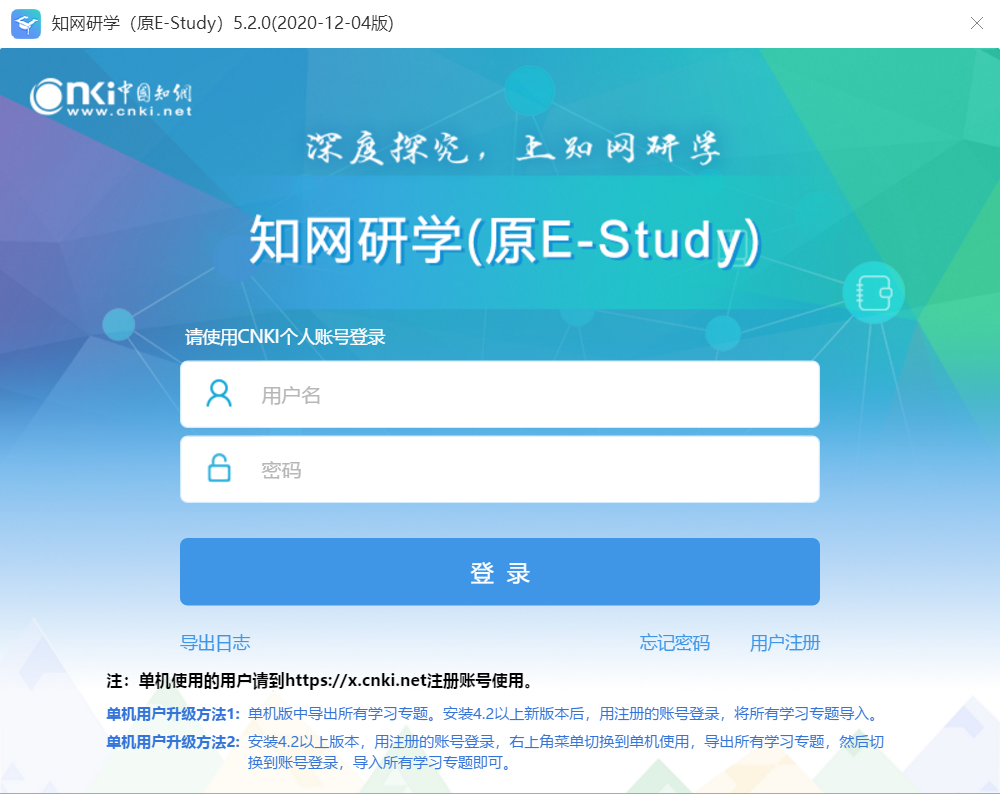 知网研学（原E-Study）5.2.0(2020-12-04版)
cnki中国知网
www.cnki.net
深度探究，上知网研学
知网研学(原E-Study)
请使用CNKI个人账号登录
用户名
密码
登 录
导出日志 忘记密码 用户注册
注：单机使用的用户请到https://x.cnki.net注册账号使用。
单机用户升级方法1: 单机版中导出所有学习专题。安装4.2以上新版本后，用注册的账号登录，将所有学习专题导入。
单机用户升级方法2: 安装4.2以上版本，用注册的账号登录，右上角菜单切换到单机使用，导出所有学习专题，然后切
换到账号登录，导入所有学习专题即可。